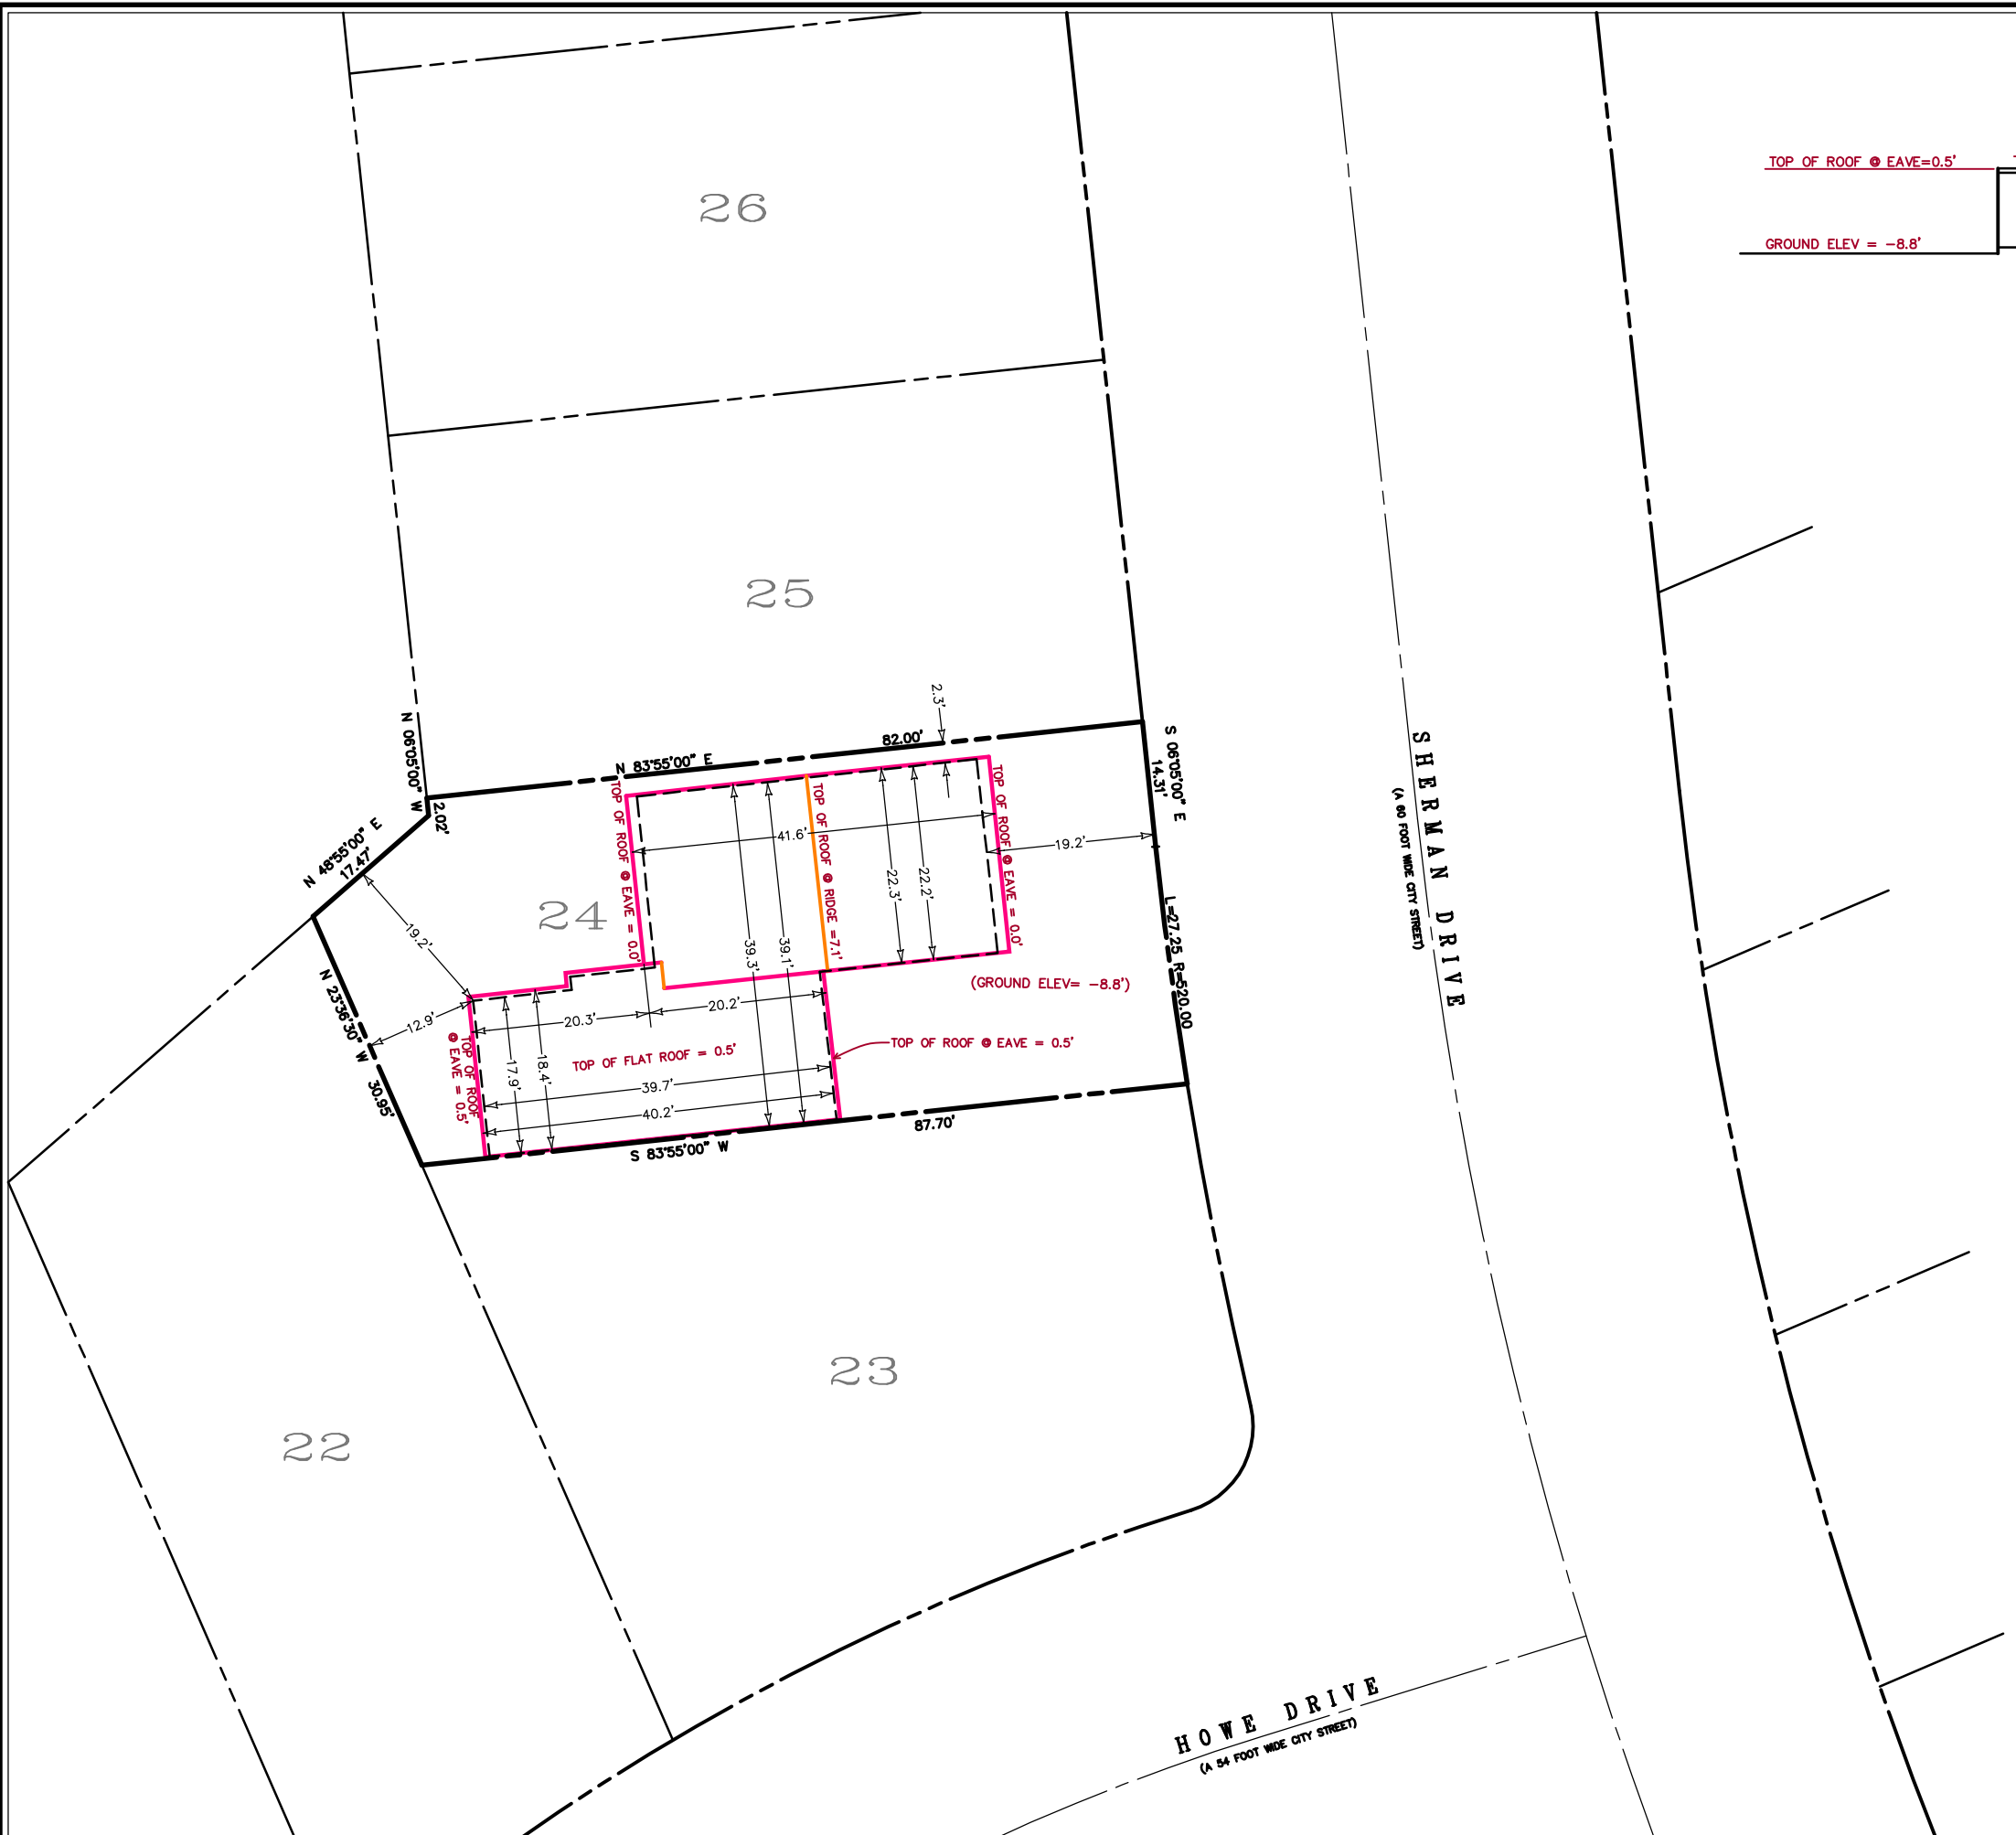 26
TOP OF ROOF @ EAVE=0.5'
GROUND ELEV = -8.8'
25
2.3'
82.00'
N 83°55'00" E
N 06°05'00" W
2.02'
S 06°05'00" E
14.31'
N 48°55'00" E
17.47'
TOP OF ROOF @ EAVE = 0.0'
TOP OF ROOF @ RIDGE =7.1'
TOP OF ROOF @ EAVE = 0.0'
41.6'
19.2'
22.3'
22.2'
24
19.2'
39.3'
39.1'
L=27.25 R=520.00
(GROUND ELEV= -8.8')
N 23°36'30" W
30.95'
12.9'
20.3'
20.2'
TOP OF ROOF
@ EAVE = 0.5'
TOP OF FLAT ROOF = 0.5'
TOP OF ROOF @ EAVE = 0.5'
17.9'
18.4'
39.7'
40.2'
87.70'
S 83°55'00" W
SHERMAN DRIVE
(A 60 FOOT WIDE CITY STREET)
23
22
HOWE DRIVE
(A 54 FOOT WIDE CITY STREET)